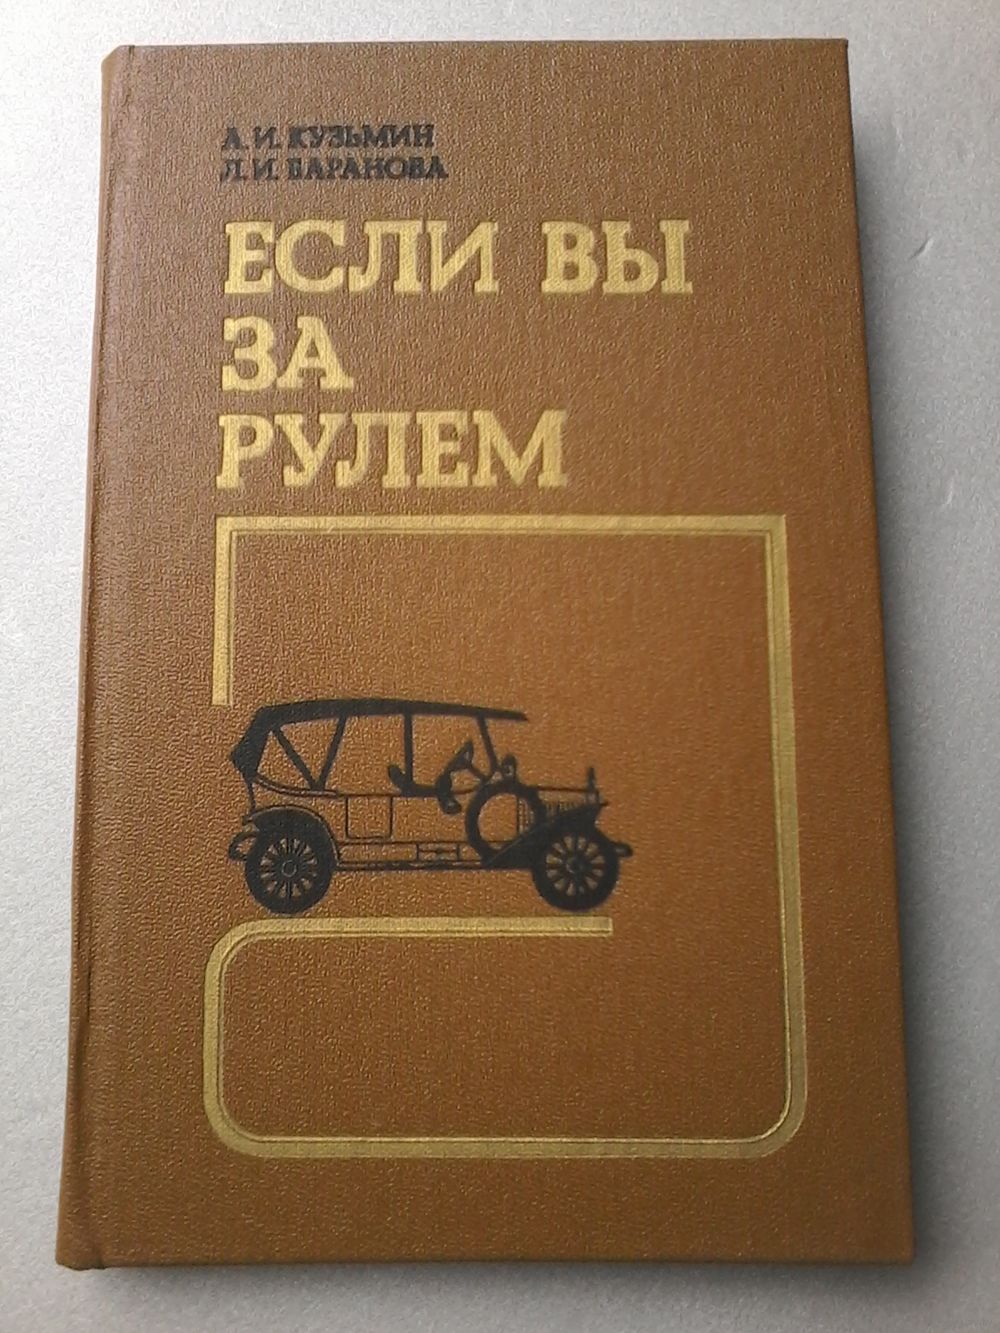 А. И. КУЗЬМИН
Л. И. БАРАНОВА
ЕСЛИ ВЫ
ЗА
РУЛЕМ